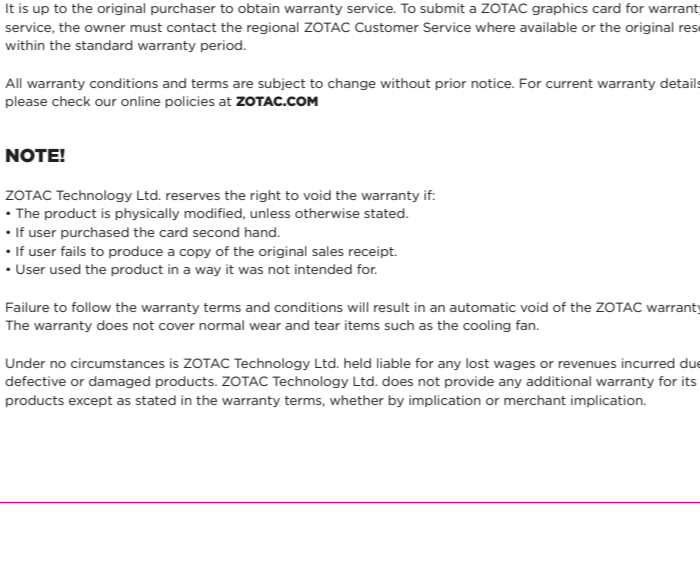 It is up to the original purchaser to obtain warranty service. To submit a ZOTAC graphics card for warranty
service, the owner must contact the regional ZOTAC Customer Service where available or the original rese
within the standard warranty period.
All warranty conditions and terms are subject to change without prior notice. For current warranty details
please check our online policies at ZOTAC.COM
NOTE!
ZOTAC Technology Ltd. reserves the right to void the warranty if:
• The product is physically modified, unless otherwise stated.
• If user purchased the card second hand.
• If user fails to produce a copy of the original sales receipt.
• User used the product in a way it was not intended for.
Failure to follow the warranty terms and conditions will result in an automatic void of the ZOTAC warranty
The warranty does not cover normal wear and tear items such as the cooling fan.
Under no circumstances is ZOTAC Technology Ltd. held liable for any lost wages or revenues incurred due
defective or damaged products. ZOTAC Technology Ltd. does not provide any additional warranty for its
products except as stated in the warranty terms, whether by implication or merchant implication.